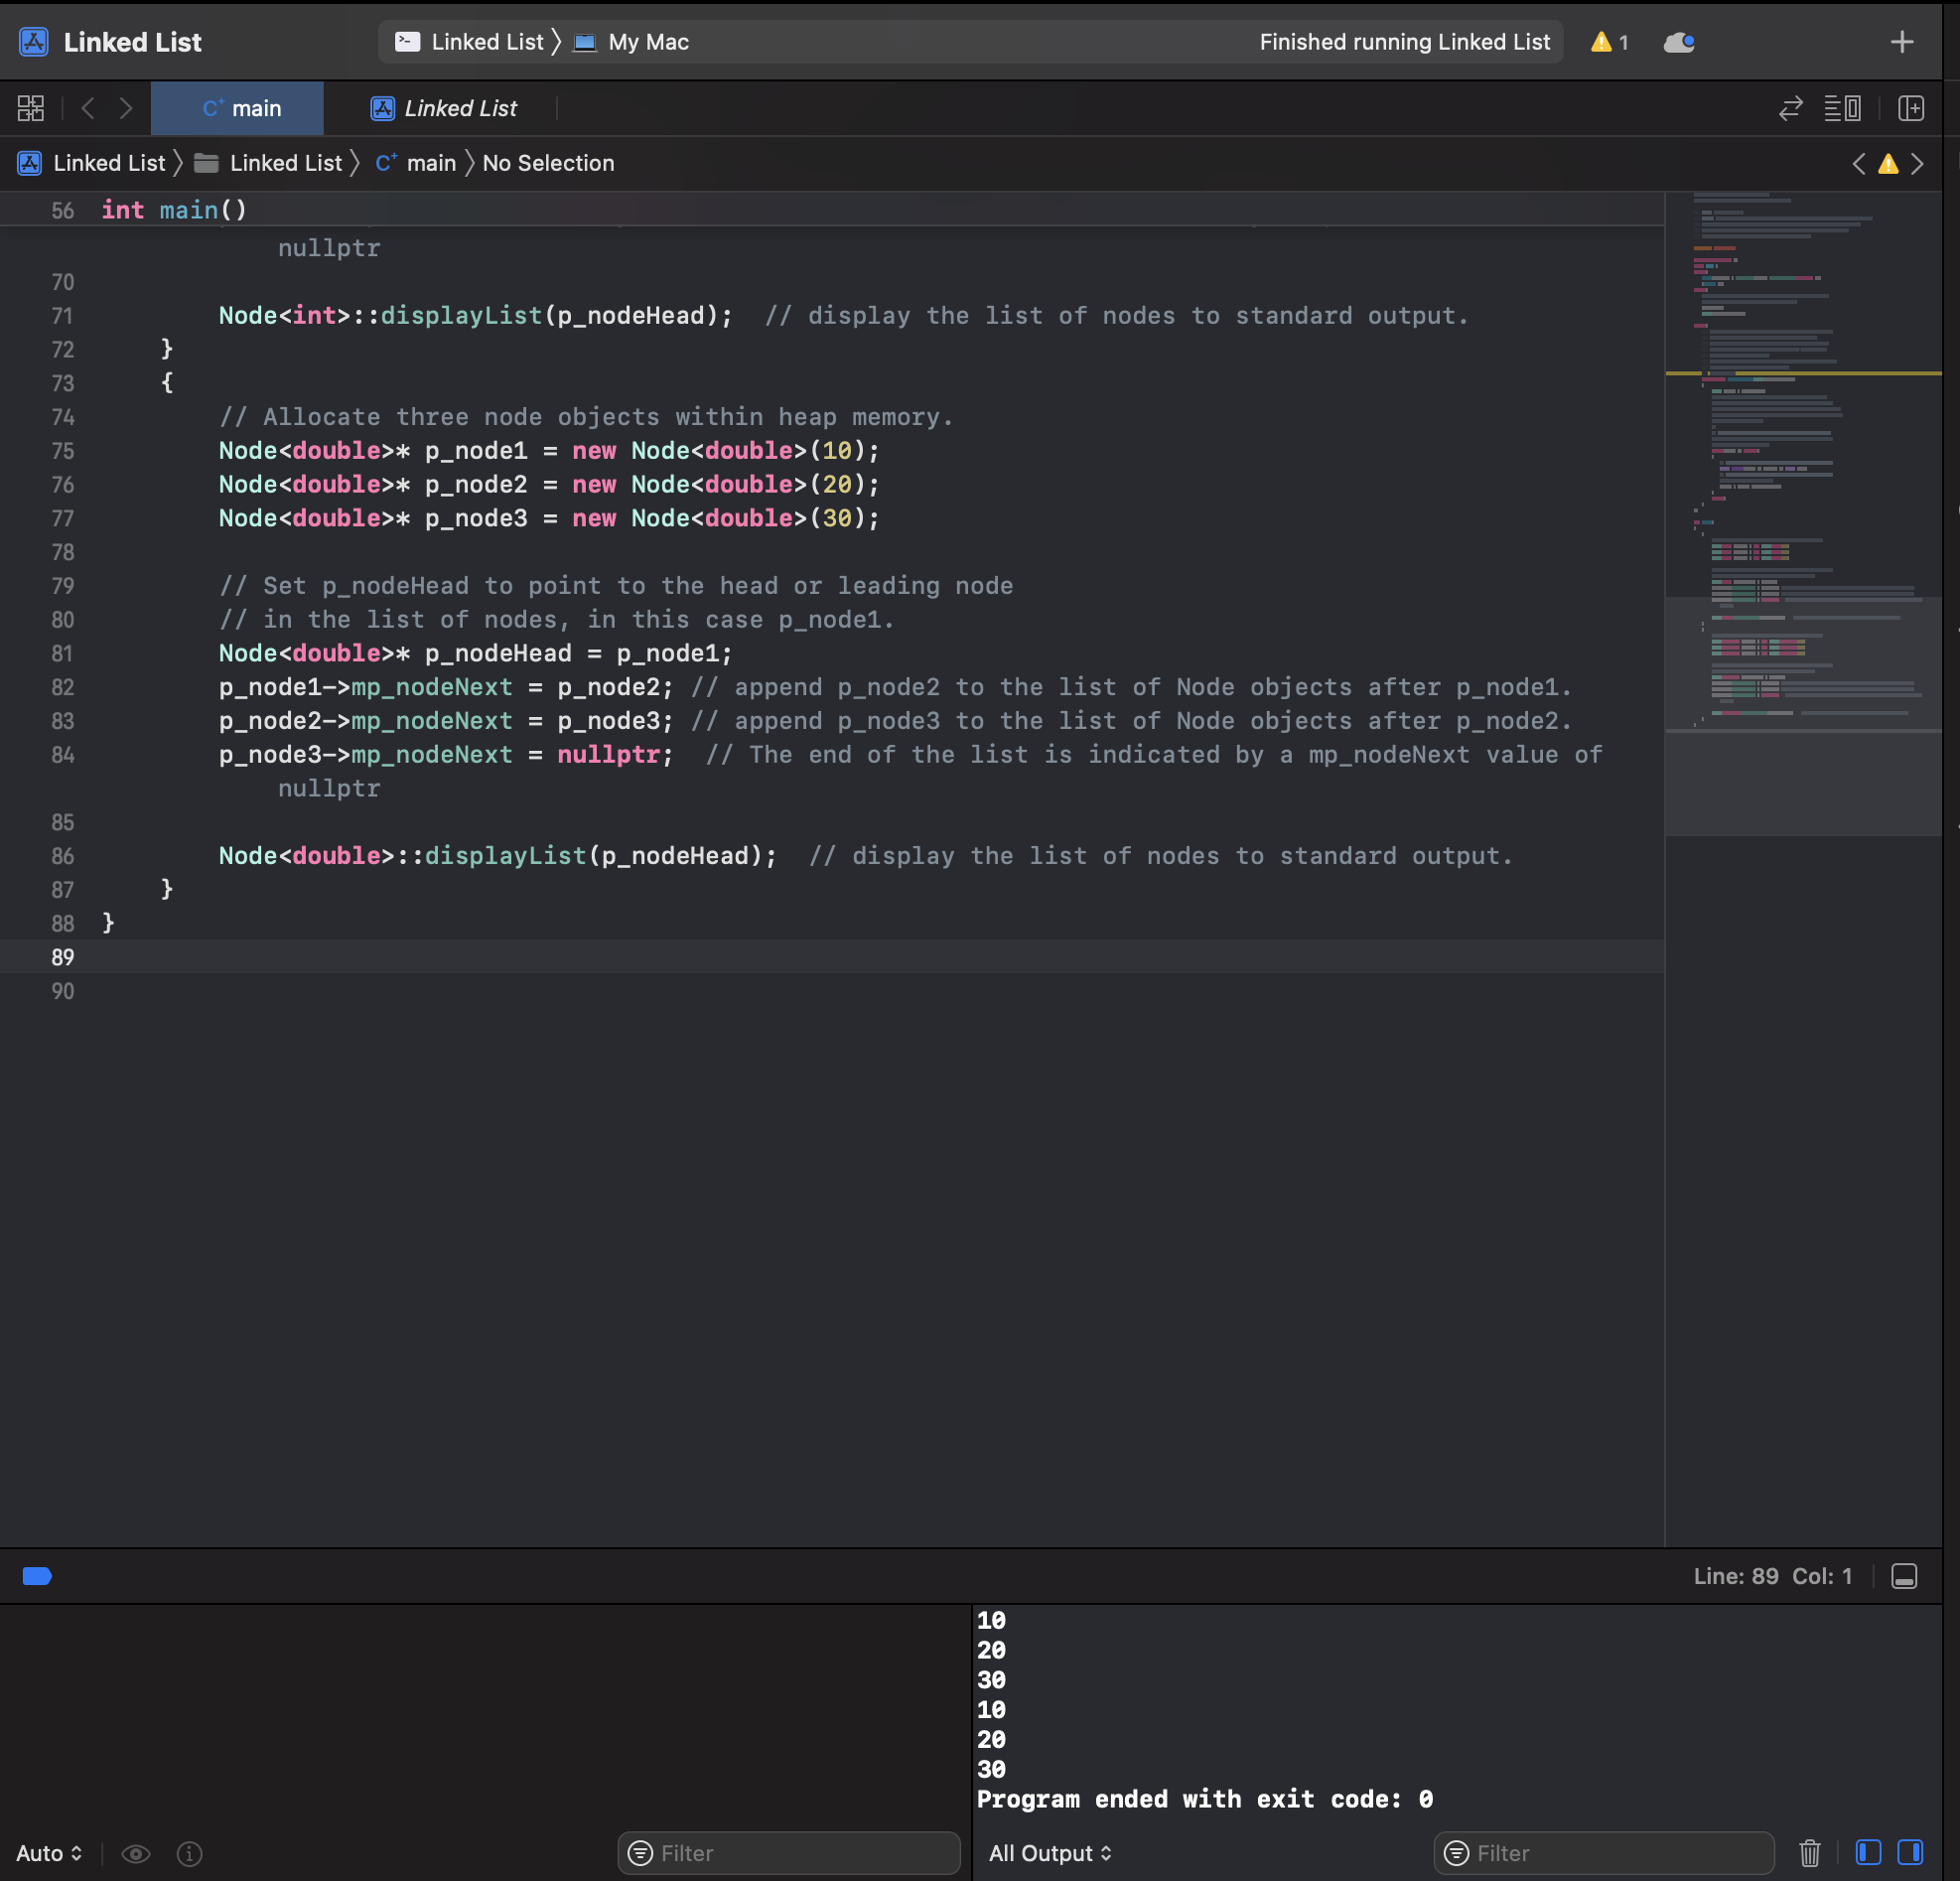 Linked List
Linked List
My Mac
Finished running Linked List
1
C+ main
Linked List
Linked List
Linked List
C+ main
No Selection
56 int main()
nullptr
70
71 Node<int>::displayList(p_nodeHead);  // display the list of nodes to standard output.
72 }
73 {
74 // Allocate three node objects within heap memory.
75 Node<double>* p_node1 = new Node<double>(10);
76 Node<double>* p_node2 = new Node<double>(20);
77 Node<double>* p_node3 = new Node<double>(30);
78
79 // Set p_nodeHead to point to the head or leading node
80 // in the list of nodes, in this case p_node1.
81 Node<double>* p_nodeHead = p_node1;
82 p_node1->mp_nodeNext = p_node2; // append p_node2 to the list of Node objects after p_node1.
83 p_node2->mp_nodeNext = p_node3; // append p_node3 to the list of Node objects after p_node2.
84 p_node3->mp_nodeNext = nullptr;  // The end of the list is indicated by a mp_nodeNext value of
nullptr
85
86 Node<double>::displayList(p_nodeHead);  // display the list of nodes to standard output.
87 }
88 }
89
90
Line: 89 Col: 1
10
20
30
10
20
30
Program ended with exit code: 0
Auto
Filter
All Output
Filter